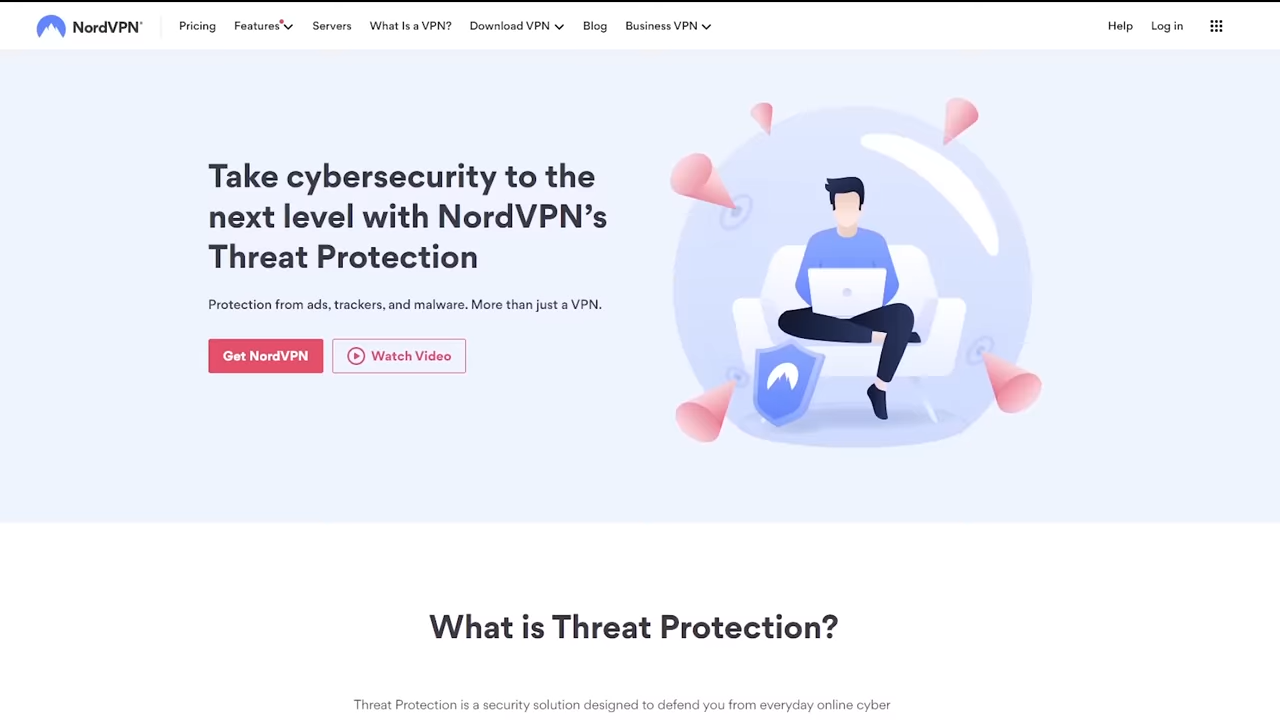 NordVPN®
Pricing
Features
Servers
What Is a VPN?
Download VPN
Blog
Business VPN
Help
Log in
Take cybersecurity to the
next level with NordVPN’s
Threat Protection
Protection from ads, trackers, and malware. More than just a VPN.
Get NordVPN
Watch Video
What is Threat Protection?
Threat Protection is a security solution designed to defend you from everyday online cyber